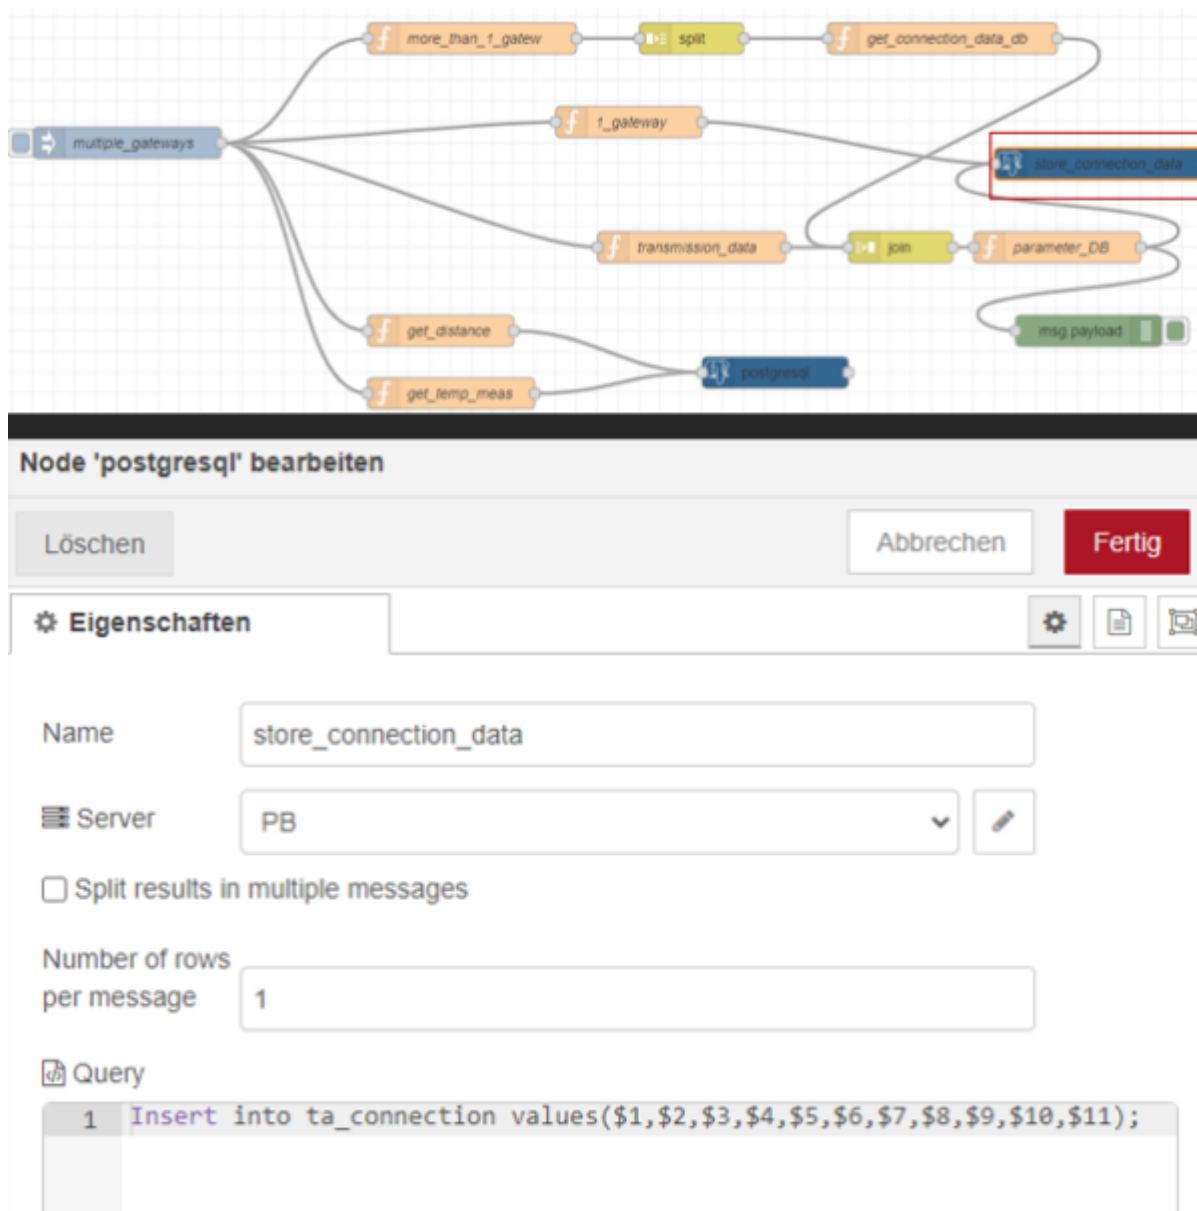 more_than_1_gatew
split
get_connection_data_db
1_gateway
multiple_gateways
store_connection_data
transmission_data
join
parameter_DB
get_distance
msg.payload
postgresql
get_temp_meas
Node 'postgresql' bearbeiten
Löschen
Abbrechen
Fertig
Eigenschaften
Name
store_connection_data
Server
PB
Split results in multiple messages
Number of rows
per message
1
Query
1 Insert into ta_connection values($1,$2,$3,$4,$5,$6,$7,$8,$9,$10,$11);